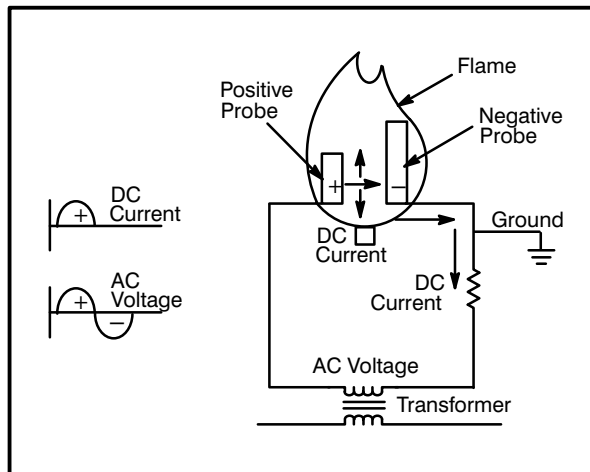 Flame
Positive
Probe
Negative
Probe
+
−
DC
Current
+
Ground
DC
Current
DC
Current
AC
Voltage
+
−
AC Voltage
Transformer